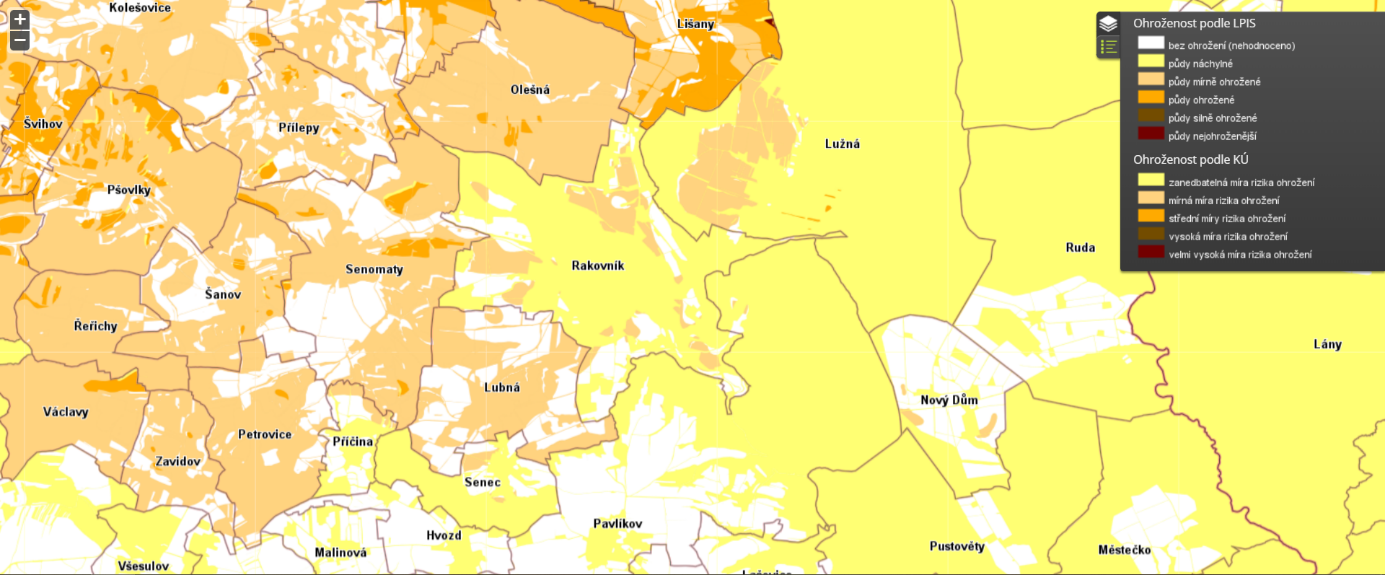 Kolešovice
Lišany
+
−
Olešná
Švihov
Přílepy
Lužná
Pšovlky
Ruda
Rakovník
Senomaty
Šanov
Řeřichy
Lány
Lubná
Nový Dům
Václavy
Petrovice
Příčina
Zavidov
Senec
Pavlíkov
Hvozd
Pustověty
Městečko
Malinová
Všesulov
Ohroženost podle LPIS
bez ohrožení (nehodnoceno)
půdy náchylné
půdy mírně ohrožené
půdy ohrožené
půdy silně ohrožené
půdy nejohroženější
Ohroženost podle KÚ
zanedbatelná míra rizika ohrožení
mírná míra rizika ohrožení
střední míry rizika ohrožení
vysoká míra rizika ohrožení
velmi vysoká míra rizika ohrožení